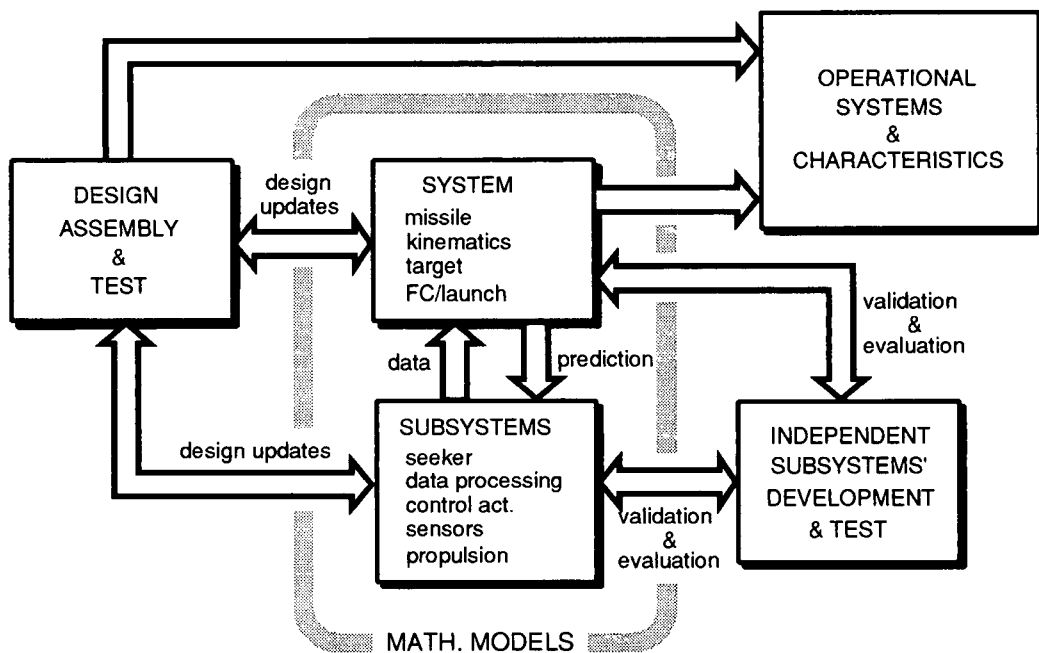 OPERATIONAL
SYSTEMS
&
CHARACTERISTICS
DESIGN
ASSEMBLY
&
TEST
design
updates
SYSTEM
missile
kinematics
target
FC/launch
validation
&
evaluation
data
prediction
design updates
SUBSYSTEMS
seeker
data processing
control act.
sensors
propulsion
validation
&
evaluation
INDEPENDENT
SUBSYSTEMS'
DEVELOPMENT
& TEST
MATH. MODELS